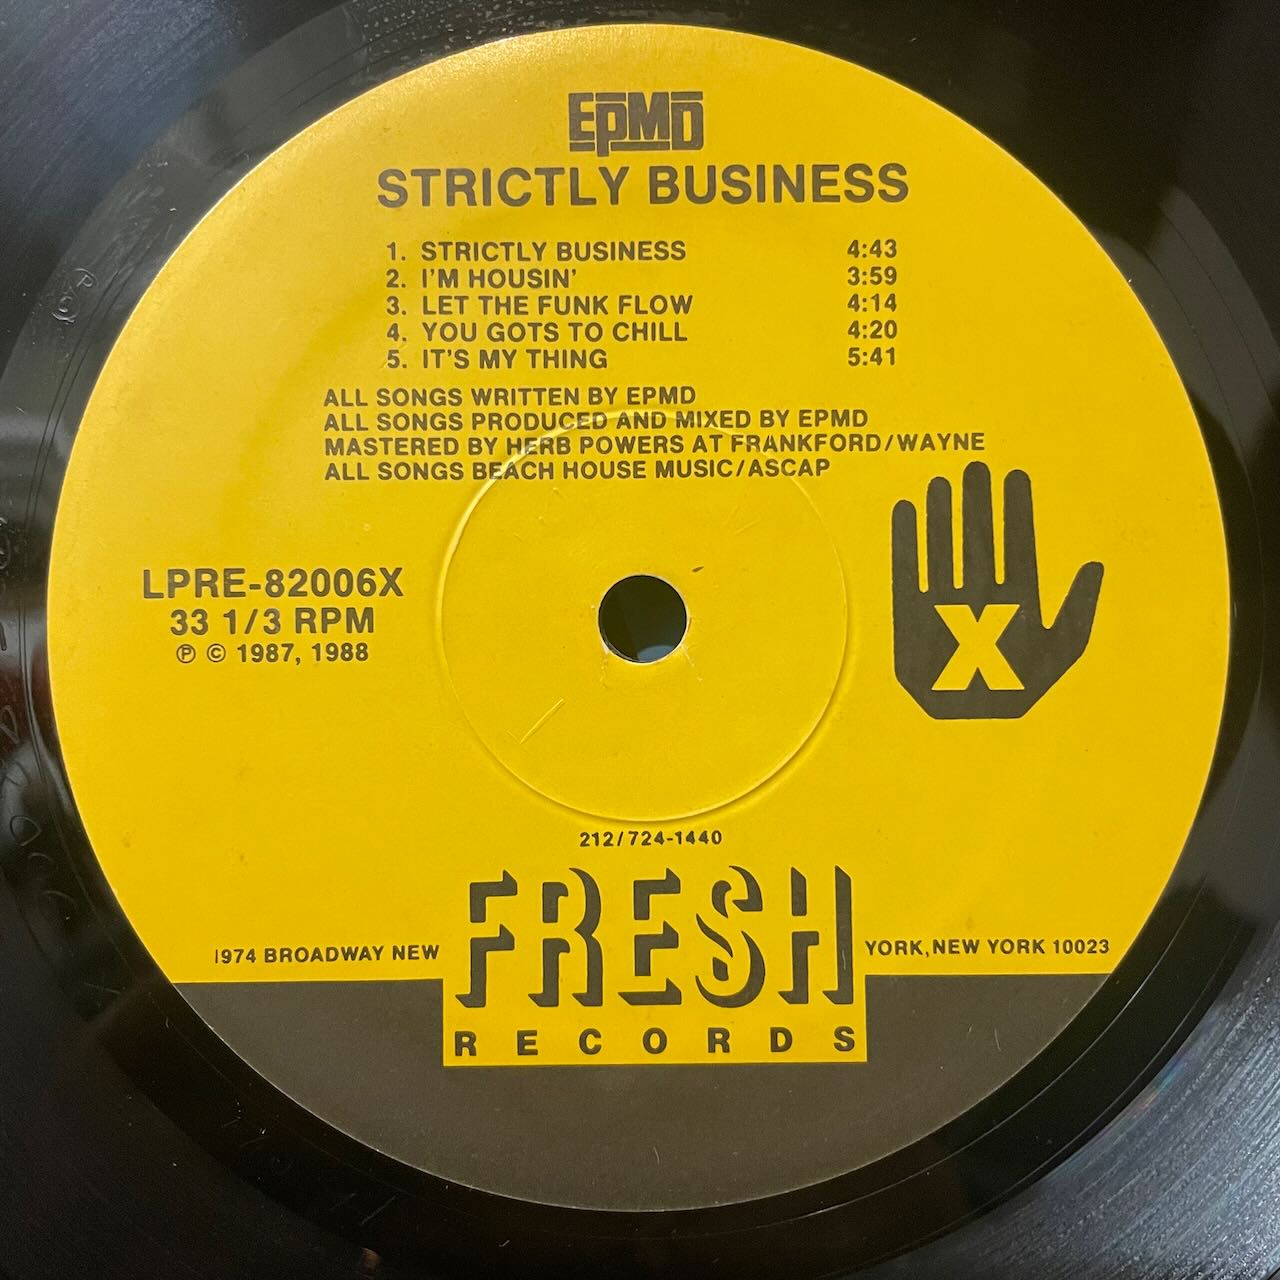 EPMD
STRICTLY BUSINESS
1. STRICTLY BUSINESS 4:43
2. I'M HOUSIN' 3:59
3. LET THE FUNK FLOW 4:14
4. YOU GOTS TO CHILL 4:20
5. IT'S MY THING 5:41
ALL SONGS WRITTEN BY EPMD
ALL SONGS PRODUCED AND MIXED BY EPMD
MASTERED BY HERB POWERS AT FRANKFORD/WAYNE
ALL SONGS BEACH HOUSE MUSIC/ASCAP
LPRE-82006X
33 1/3 RPM
℗ © 1987, 1988
X
212/724-1440
FRESH
1974 BROADWAY NEW YORK, NEW YORK 10023
RECORDS